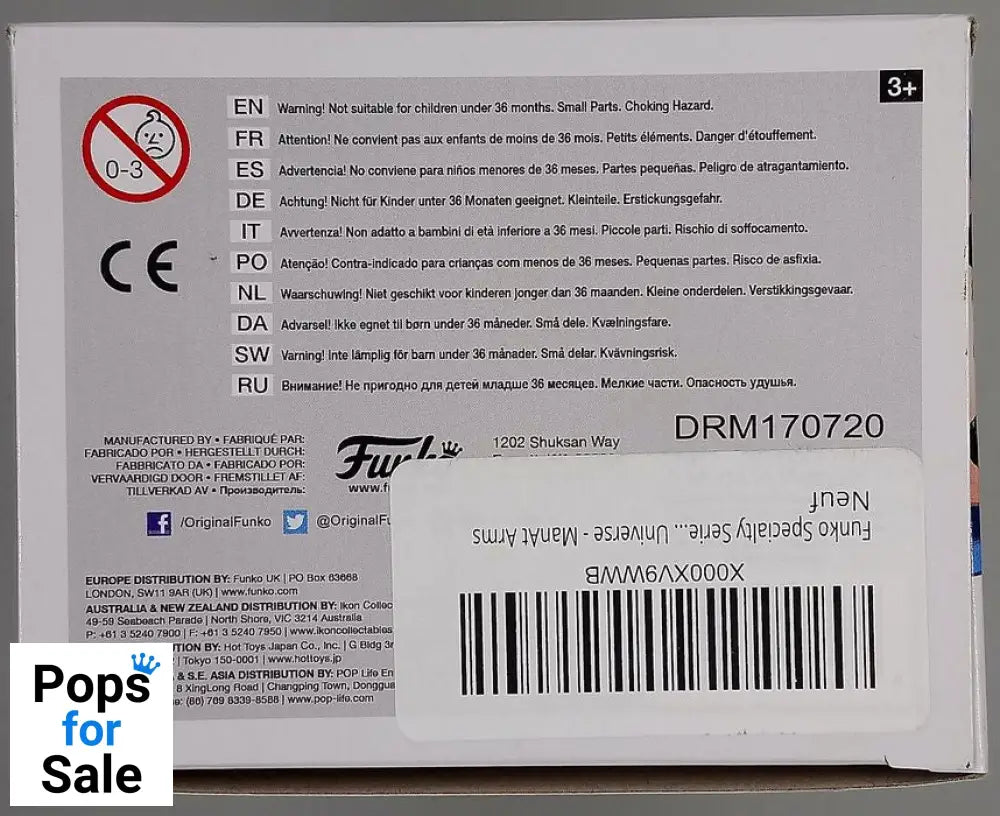 3+
0-3
EN Warning! Not suitable for children under 36 months. Small Parts. Choking Hazard.
FR Attention! Ne convient pas aux enfants de moins de 36 mois. Petits éléments. Danger d'étouffement.
ES Advertencia! No conviene para niños menores de 36 meses. Partes pequeñas. Peligro de atragantamiento.
DE Achtung! Nicht für Kinder unter 36 Monaten geeignet. Kleinteile. Erstickungsgefahr.
IT Avvertenza! Non adatto a bambini di età inferiore a 36 mesi. Piccole parti. Rischio di soffocamento.
PO Atenção! Contra-indicado para crianças com menos de 36 meses. Pequenas partes. Risco de asfixia.
NL Waarschuwing! Niet geschikt voor kinderen jonger dan 36 maanden. Kleine onderdelen. Verstikkingsgevaar.
DA Advarsel! Ikke egnet til børn under 36 måneder. Små dele. Kvælningsfare.
SW Varning! Inte lämplig för barn under 36 månader. Små delar. Kvävningsrisk.
RU Внимание! Не пригодно для детей младше 36 месяцев. Мелкие части. Опасность удушья.
CE
DRM170720
MANUFACTURED BY • FABRIQUÉ PAR:
FABRICADO POR • HERGESTELLT DURCH:
FABBRICATO DA • FABRICADO POR:
VERVAARDIGD DOOR • FREMSTILLET AF:
TILLVERKAD AV • Производитель:
Funko
www.f
1202 Shuksan Way
/OriginalFunko
@OriginalFu
EUROPE DISTRIBUTION BY: Funko UK | PO Box 63668
LONDON, SW11 9AR (UK) | www.funko.com
AUSTRALIA & NEW ZEALAND DISTRIBUTION BY: Ikon Collec
49-59 Seabeach Parade | North Shore, VIC 3214 Australia
P: +61 3 5240 7900 | F: +61 3 5240 7950 | www.ikoncollectables
TION BY: Hot Toys Japan Co., Inc. | G Bldg 3r
| Tokyo 150-0001 | www.hottoys.jp
& S.E. ASIA DISTRIBUTION BY: POP Life En
8 XingLong Road | Changping Town, Donggua
(86) 769 8339-8588 | www.pop-life.com
X000XV9WWB
Funko Specialty Serie... Universe - ManAt Arms
Neuf
Pops
for
Sale